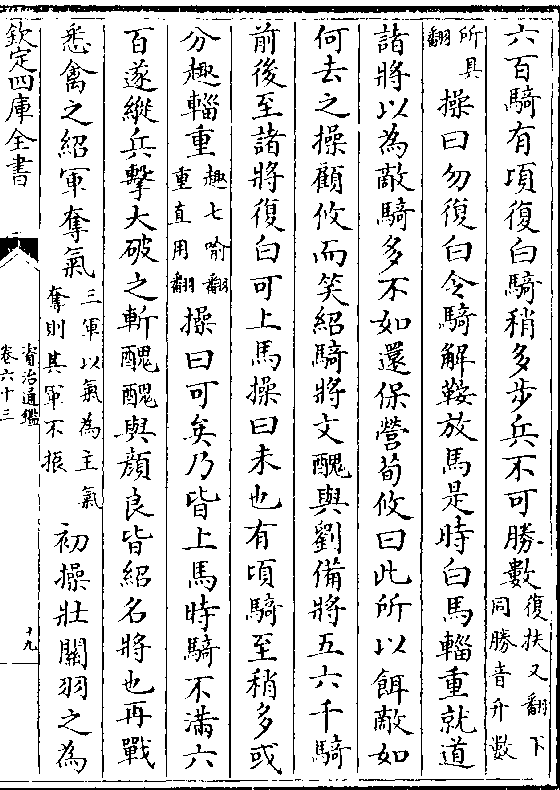 六百騎有頃復白騎稍多步兵不可勝數復扶又翻下同勝音升數
所具翻操曰勿復白令騎解鞍放馬是時白馬輜重就道
諸將以為敵騎多不如還保營荀攸曰此所以餌敵如
何去之操顧攸而笑紹騎將文醜與劉備將五六千騎
前後至諸將復白可上馬操曰未也有頃騎至稍多或
分趣輜重趣七喻翻重直用翻操曰可矣乃皆上馬時騎不滿六
百遂縱兵擊大破之斬醜醜與顏良皆紹名將也再戰
悉禽之紹軍奪氣三軍以氣為主氣奪則其軍不振初操壯關羽之為
欽定四庫全書
資治通鑑
卷六十三
十九